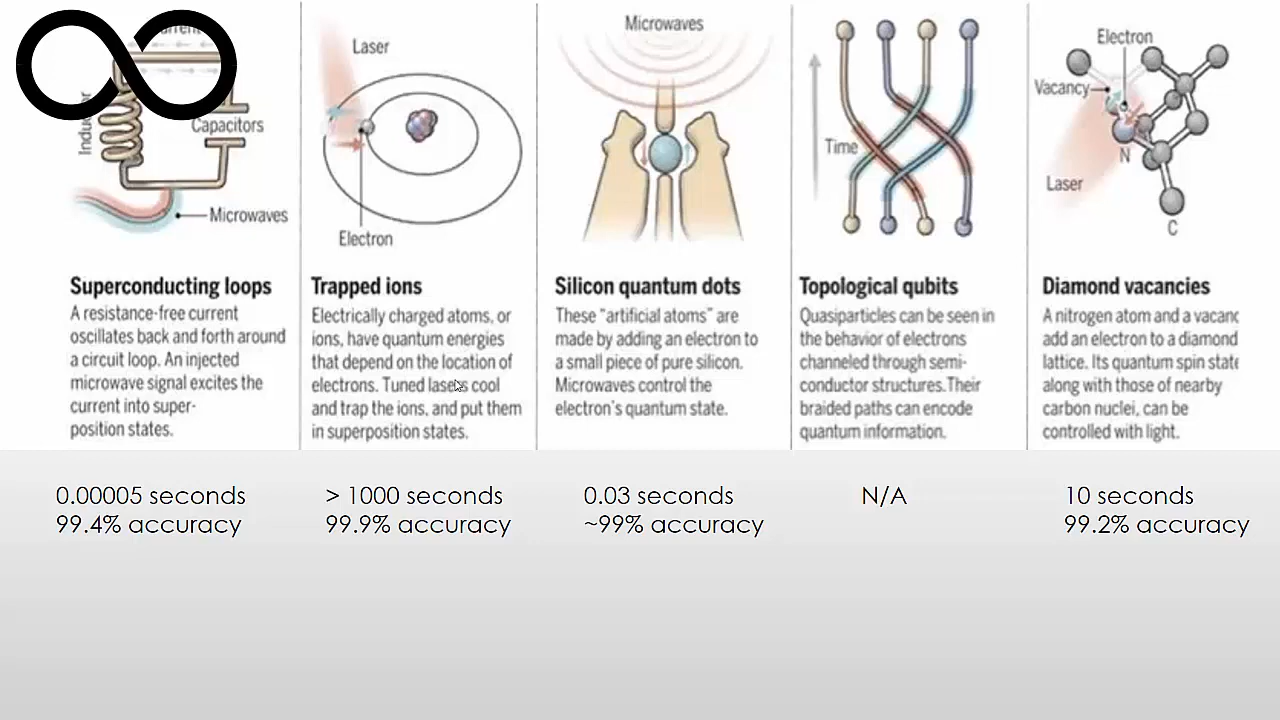 Current
Inductor
Capacitors
Microwaves
Superconducting loops
A resistance-free current
oscillates back and forth around
a circuit loop. An injected
microwave signal excites the
current into super-
position states.
0.00005 seconds
99.4% accuracy
Laser
Electron
Trapped ions
Electrically charged atoms, or
ions, have quantum energies
that depend on the location of
electrons. Tuned lasers cool
and trap the ions, and put them
in superposition states.
> 1000 seconds
99.9% accuracy
Microwaves
Silicon quantum dots
These “artificial atoms” are
made by adding an electron to
a small piece of pure silicon.
Microwaves control the
electron’s quantum state.
0.03 seconds
~99% accuracy
Time
Topological qubits
Quasiparticles can be seen in
the behavior of electrons
channeled through semi-
conductor structures. Their
braided paths can encode
quantum information.
N/A
Electron
Vacancy
N
Laser
C
Diamond vacancies
A nitrogen atom and a vacanc
add an electron to a diamond
lattice. Its quantum spin state
along with those of nearby
carbon nuclei, can be
controlled with light.
10 seconds
99.2% accuracy